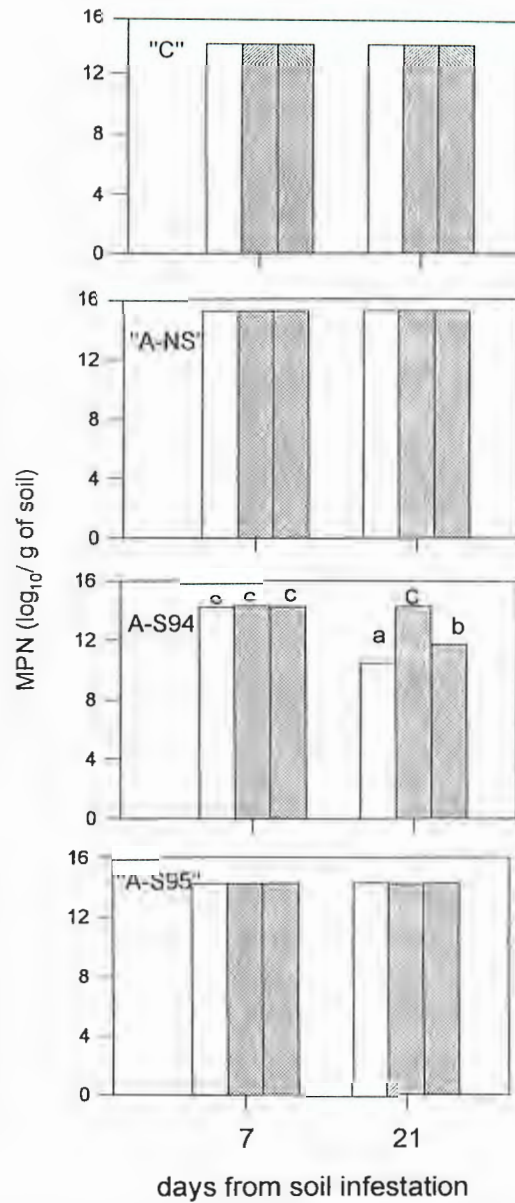 MPN (log10/ g of soil)
16
"C"
12
8
4
0
16
"A-NS"
12
8
4
0
16
c c c
c
A-S94
12
a
b
8
4
0
16
"A-S95"
12
8
4
0
7 21
days from soil infestation